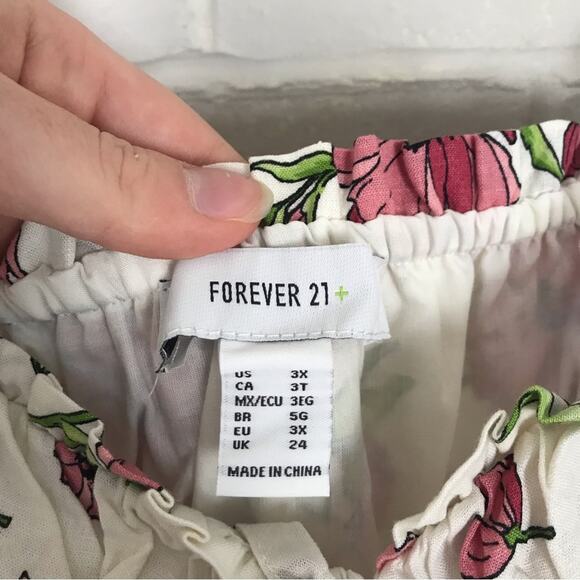 FOREVER 21+
US 3X
CA 3T
MX/ECU 3EG
BR 5G
EU 3X
UK 24
MADE IN CHINA